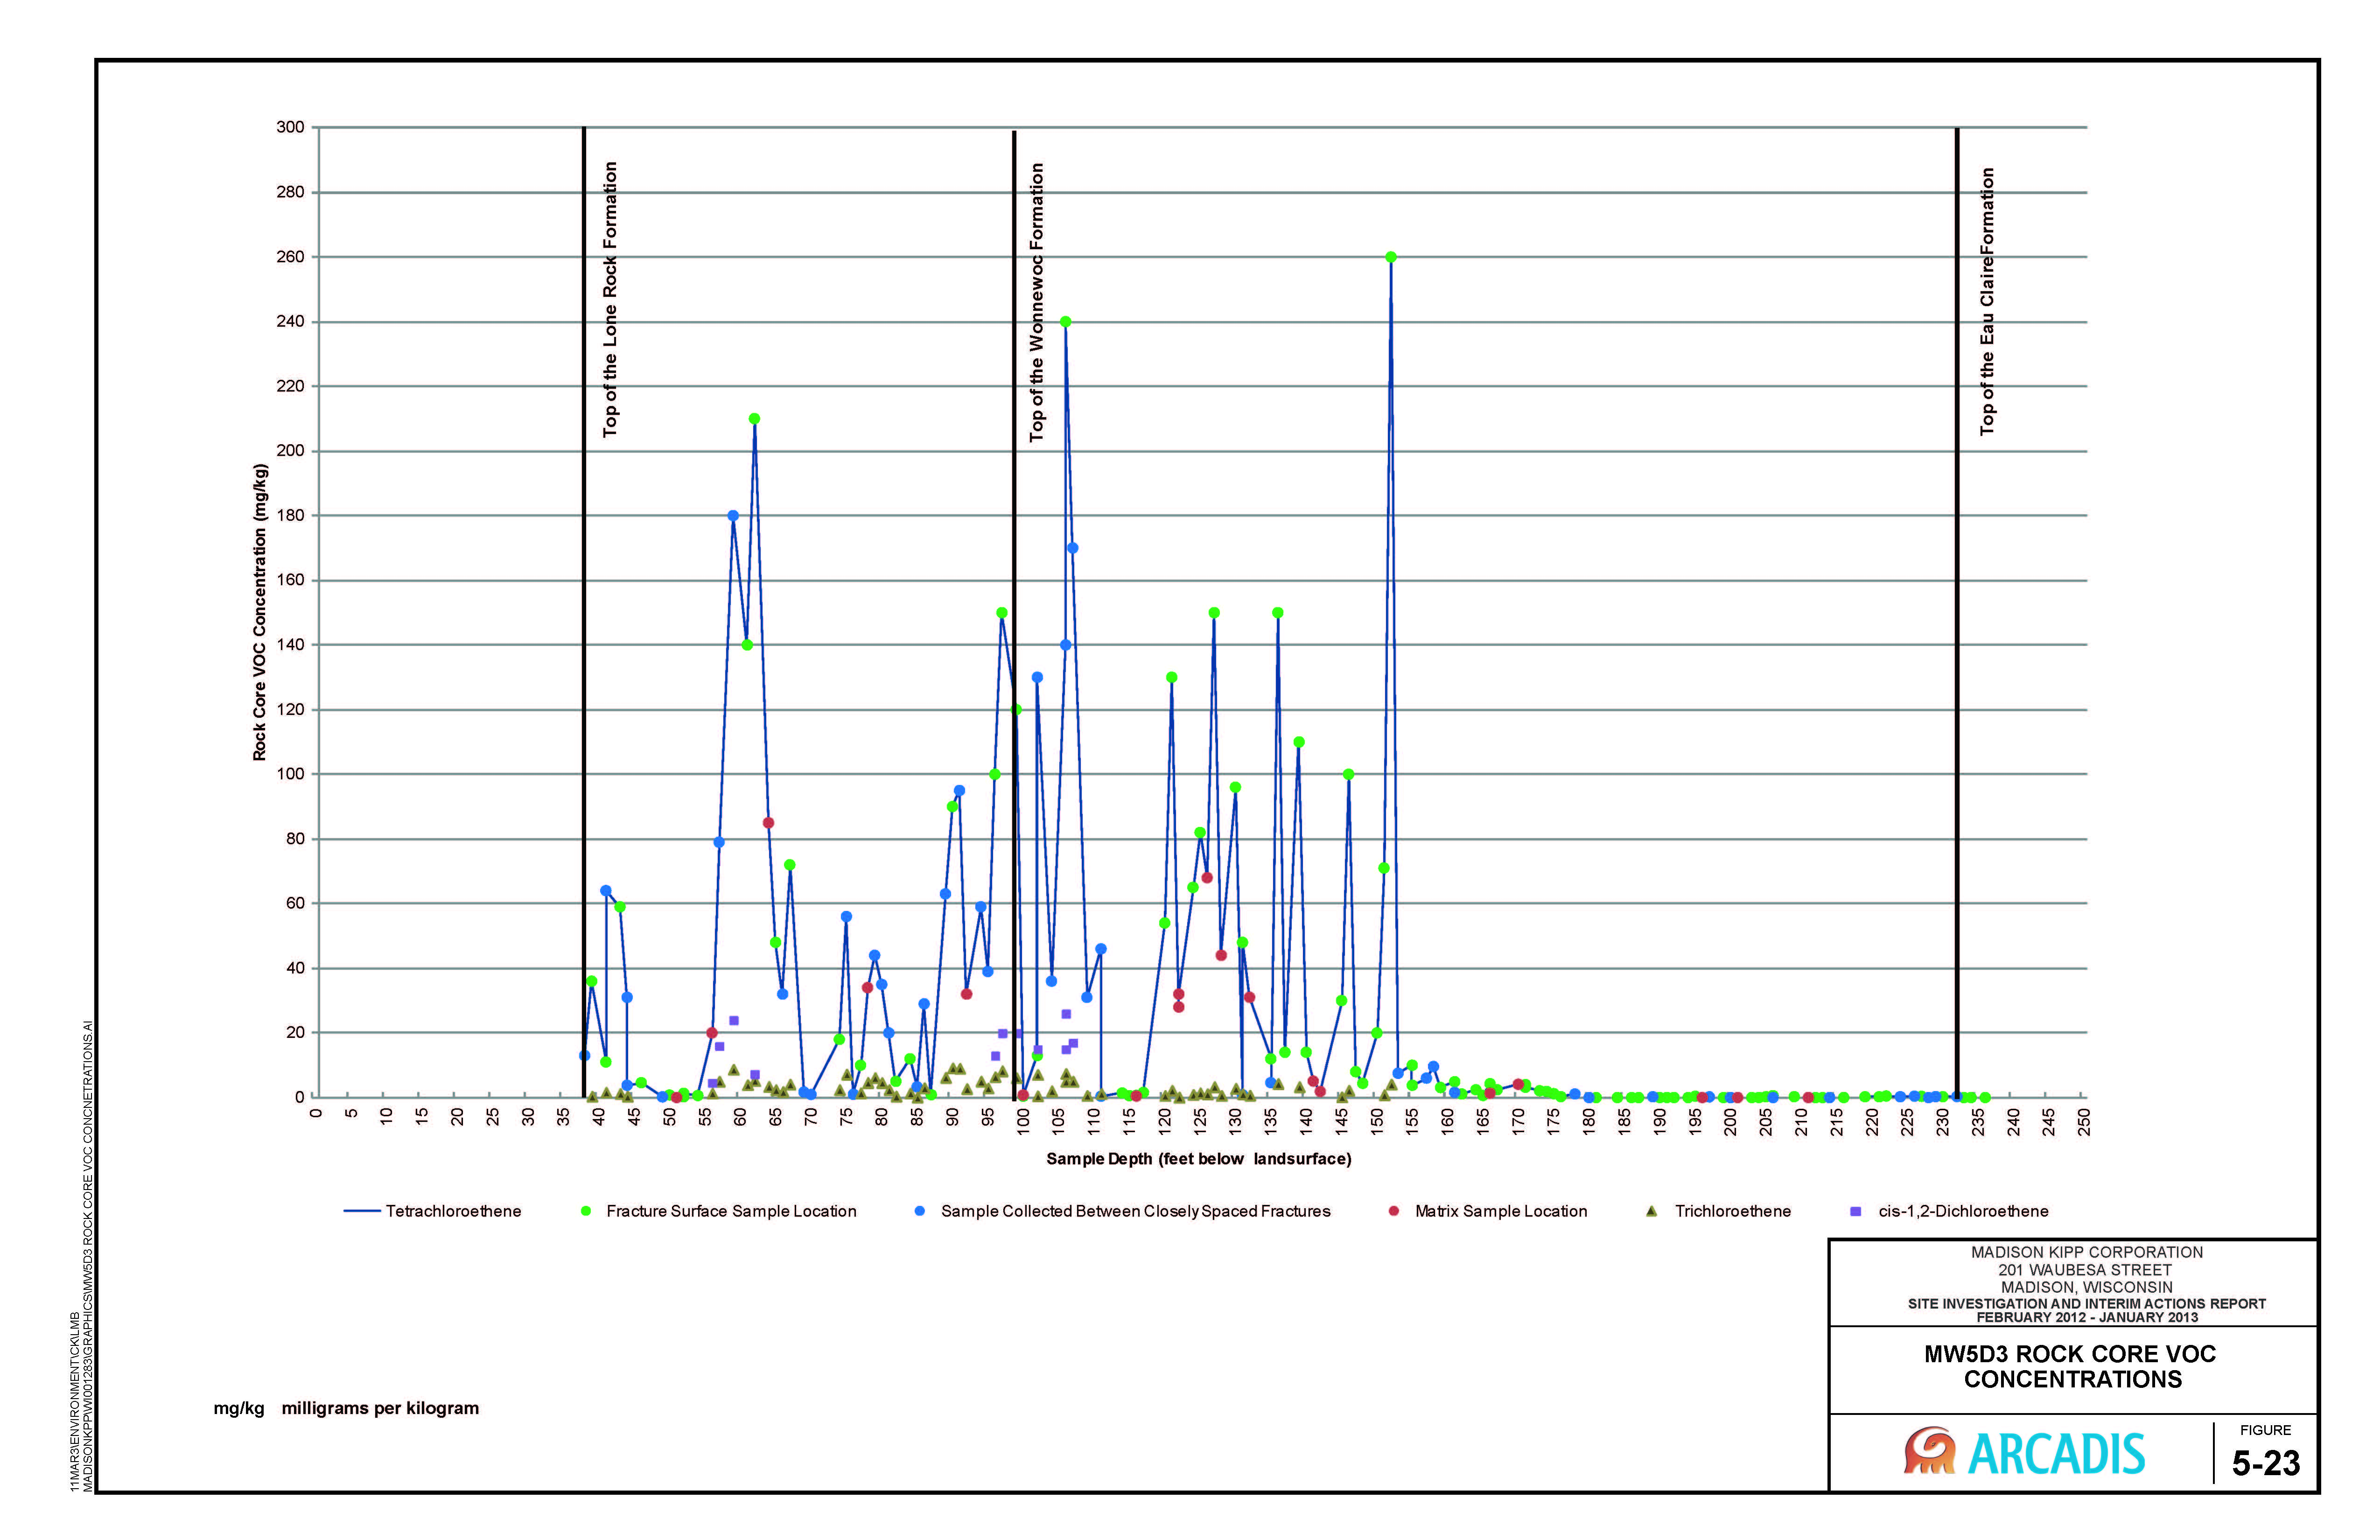 300
280
260
240
220
200
180
160
140
120
100
80
60
40
20
0
Rock Core VOC Concentration (mg/kg)
Top of the Lone Rock Formation
Top of the Wonnewoc Formation
Top of the Eau Claire Formation
0 5 10 15 20 25 30 35 40 45 50 55 60 65 70 75 80 85 90 95 100 105 110 115 120 125 130 135 140 145 150 155 160 165 170 175 180 185 190 195 200 205 210 215 220 225 230 235 240 245 250
Sample Depth (feet below landsurface)
Tetrachloroethene Fracture Surface Sample Location Sample Collected Between Closely Spaced Fractures Matrix Sample Location Trichloroethene cis-1,2-Dichloroethene
mg/kg milligrams per kilogram
11MAR3\ENVIRONMENT\CK\LMB
MADISONKPP\WI001283\GRAPHICS\MW5D3 ROCK CORE VOC CONCNETRATIONS.AI
MADISON KIPP CORPORATION
201 WAUBESA STREET
MADISON, WISCONSIN
SITE INVESTIGATION AND INTERIM ACTIONS REPORT
FEBRUARY 2012 - JANUARY 2013
MW5D3 ROCK CORE VOC
CONCENTRATIONS
ARCADIS
FIGURE
5-23